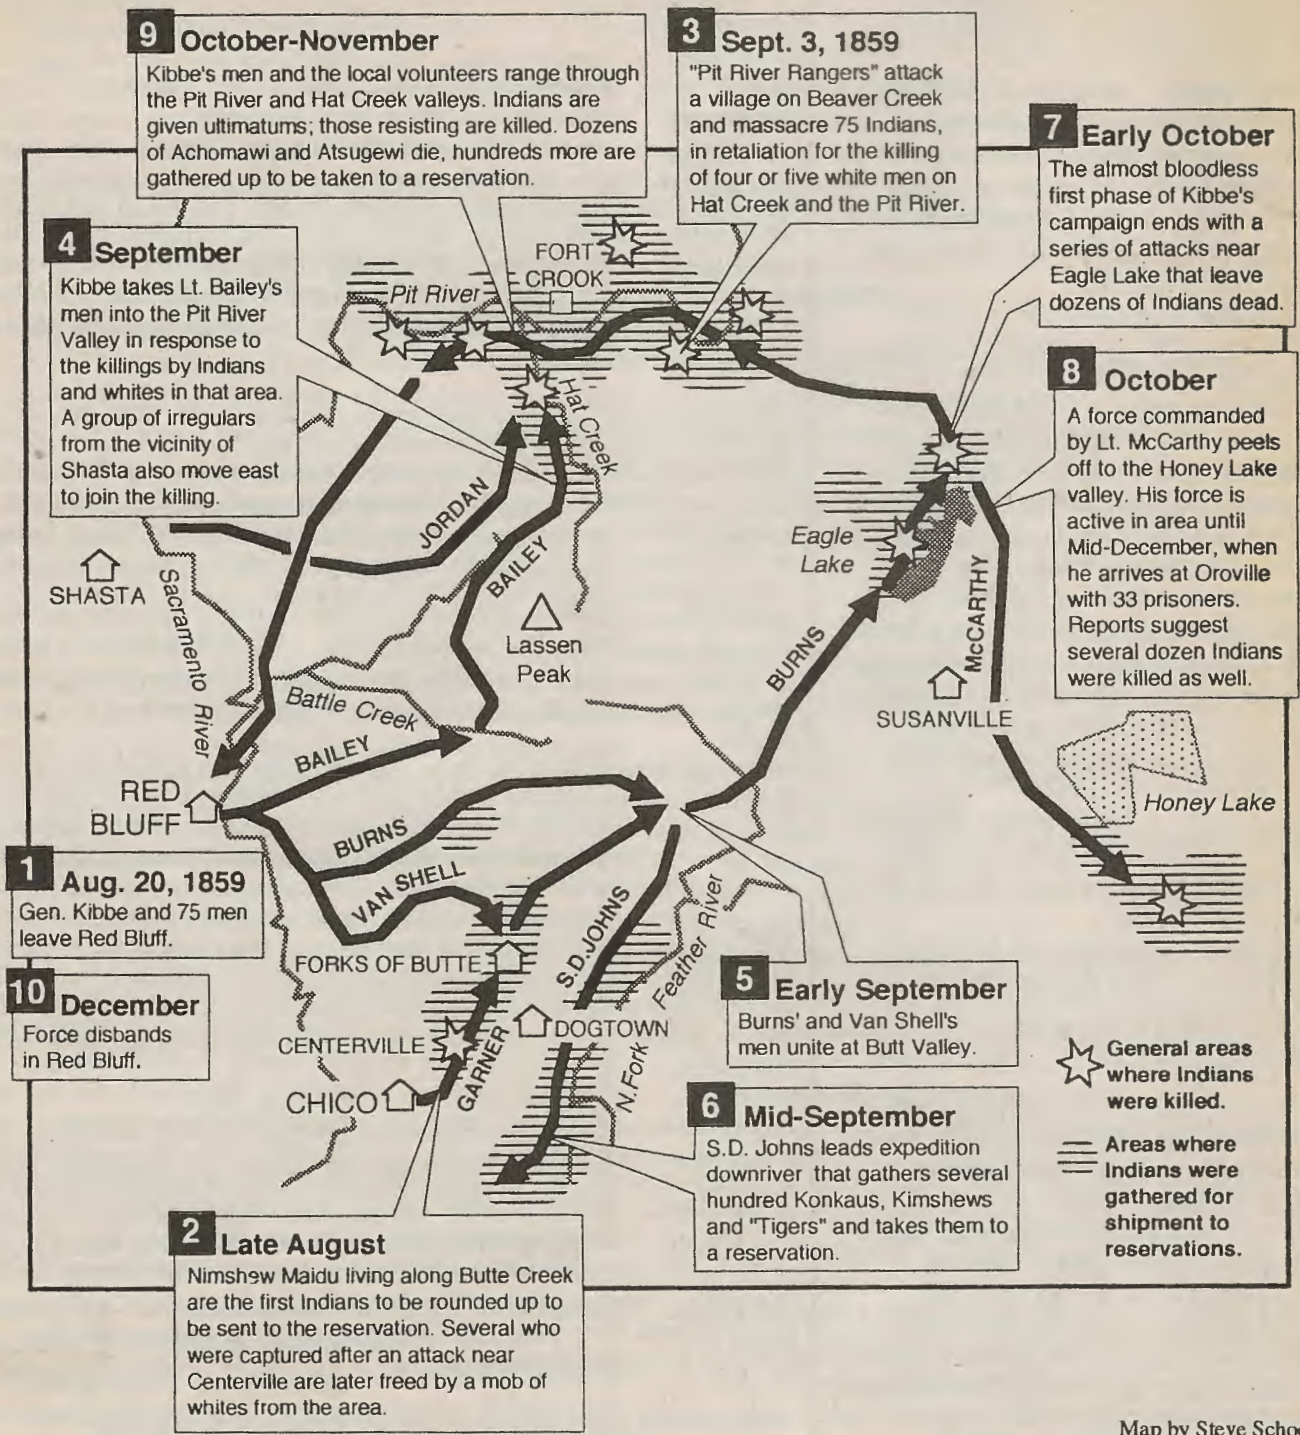 9 October-November
Kibbe's men and the local volunteers range through
the Pit River and Hat Creek valleys. Indians are
given ultimatums; those resisting are killed. Dozens
of Achomawi and Atsugewi die, hundreds more are
gathered up to be taken to a reservation.
3 Sept. 3, 1859
"Pit River Rangers" attack
a village on Beaver Creek
and massacre 75 Indians,
in retaliation for the killing
of four or five white men on
Hat Creek and the Pit River.
7 Early October
The almost bloodless
first phase of Kibbe's
campaign ends with a
series of attacks near
Eagle Lake that leave
dozens of Indians dead.
4 September
Kibbe takes Lt. Bailey's
men into the Pit River
Valley in response to
the killings by Indians
and whites in that area.
A group of irregulars
from the vicinity of
Shasta also move east
to join the killing.
FORT
CROOK
Pit River
Hat Creek
8 October
A force commanded
by Lt. McCarthy peels
off to the Honey Lake
valley. His force is
active in area until
Mid-December, when
he arrives at Oroville
with 33 prisoners.
Reports suggest
several dozen Indians
were killed as well.
JORDAN
BAILEY
Eagle
Lake
SHASTA
Sacramento River
Lassen
Peak
McCARTHY
BURNS
SUSANVILLE
Battle Creek
BAILEY
RED
BLUFF
Honey Lake
BURNS
VAN SHELL
1 Aug. 20, 1859
Gen. Kibbe and 75 men
leave Red Bluff.
S.D.JOHNS
Feather River
FORKS OF BUTTE
10 December
Force disbands
in Red Bluff.
5 Early September
Burns' and Van Shell's
men unite at Butt Valley.
DOGTOWN
CENTERVILLE
GARNER
N.Fork
CHICO
General areas
where Indians
were killed.
6 Mid-September
S.D. Johns leads expedition
downriver that gathers several
hundred Konkaus, Kimshews
and "Tigers" and takes them to
a reservation.
Areas where
Indians were
gathered for
shipment to
reservations.
2 Late August
Nimshew Maidu living along Butte Creek
are the first Indians to be rounded up to
be sent to the reservation. Several who
were captured after an attack near
Centerville are later freed by a mob of
whites from the area.
Map by Steve Schoo